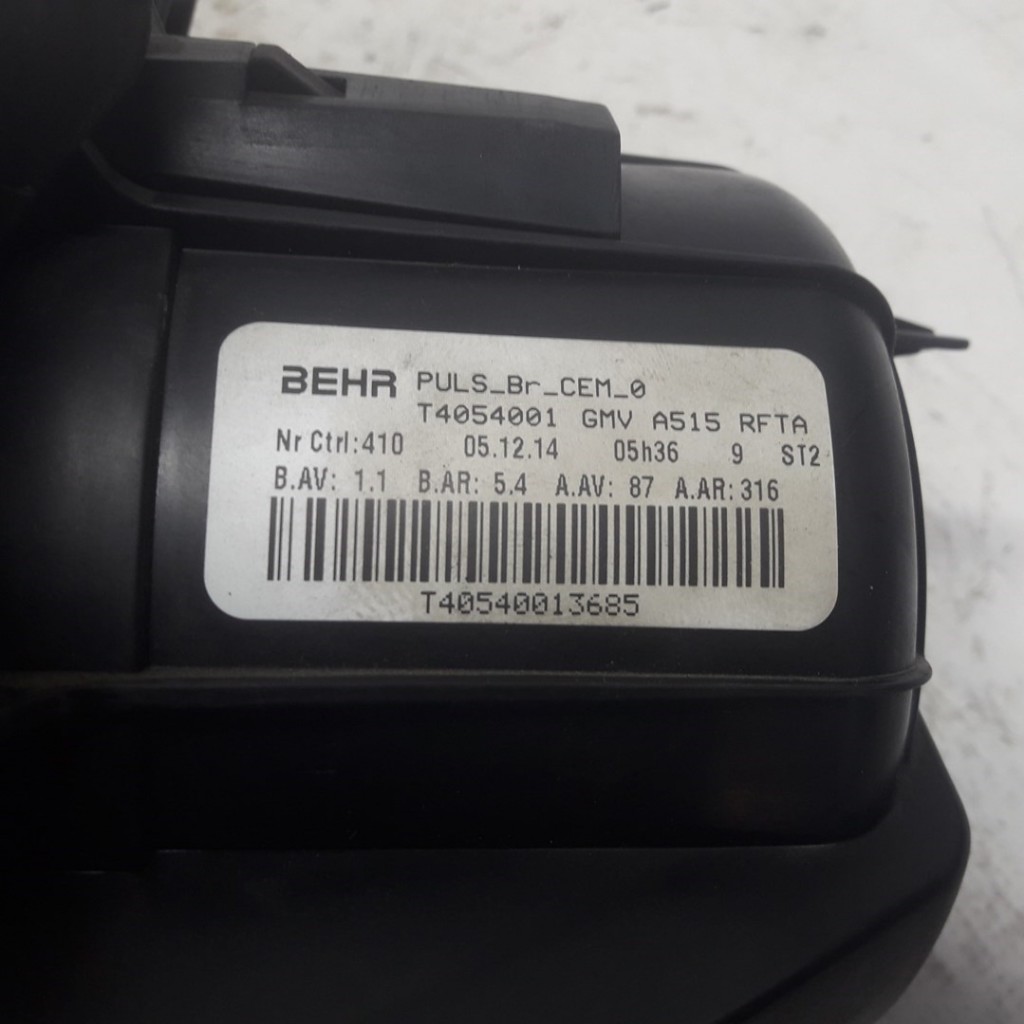 BEHR PULS_Br_CEM_0
T4054001 GMV A515 RFTA
Nr Ctrl:410 05.12.14 05h36 9 ST2
B.AV: 1.1 B.AR: 5.4 A.AV: 87 A.AR: 316
T40540013685